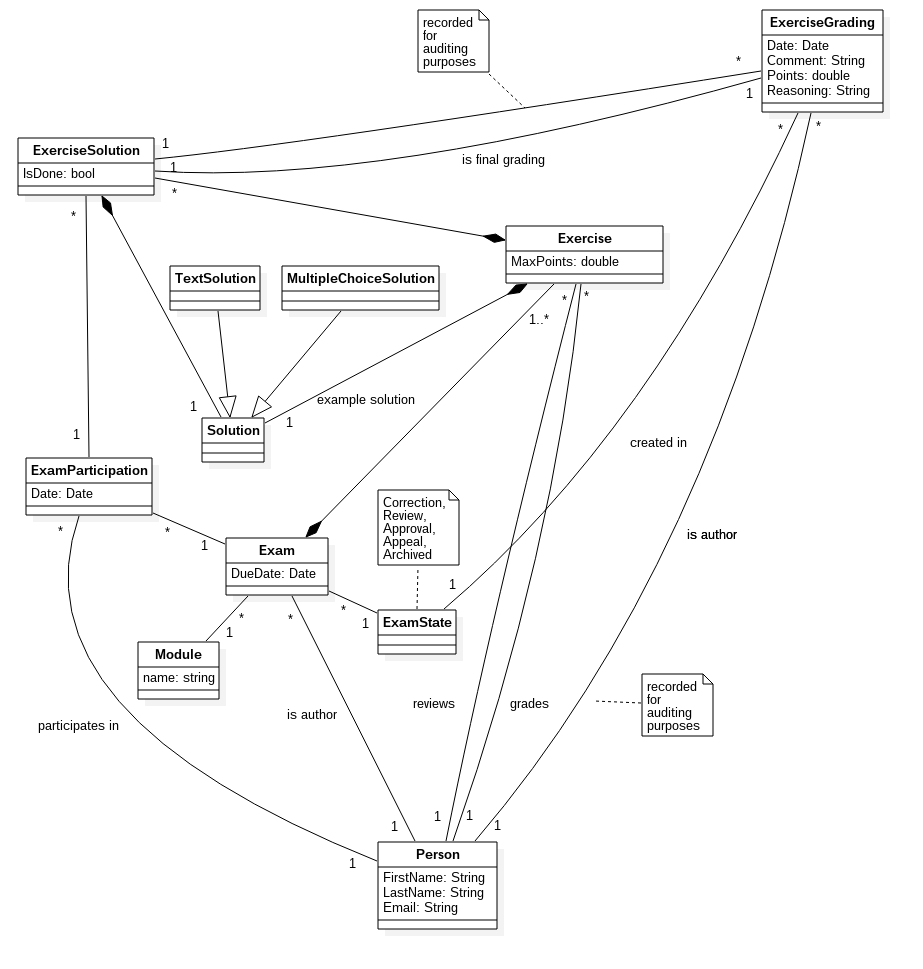 recorded
for
auditing
purposes
ExerciseGrading
Date: Date
Comment: String
Points: double
Reasoning: String
*
1
*
*
ExerciseSolution
IsDone: bool
1
1
*
is final grading
*
Exercise
MaxPoints: double
TextSolution
MultipleChoiceSolution
*
*
1..*
example solution
1
1
Solution
1
created in
ExamParticipation
Date: Date
Correction,
Review,
Approval,
Appeal,
Archived
*
*
1
is author
Exam
DueDate: Date
1
*
*
*
1
1
ExamState
Module
name: string
recorded
for
auditing
purposes
participates in
is author
reviews
grades
1
1
1
1
1
Person
FirstName: String
LastName: String
Email: String